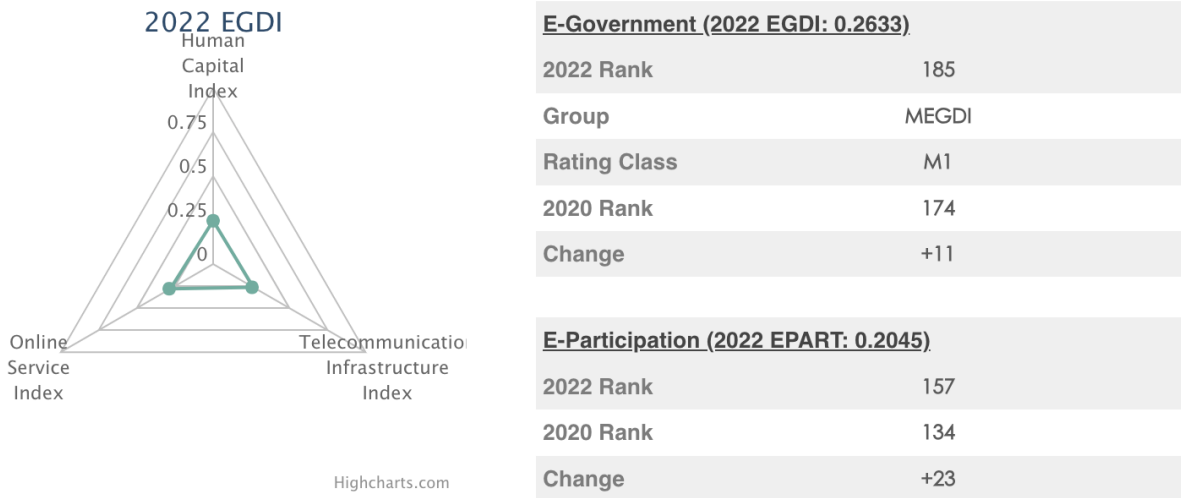 2022 EGDI
Human
Capital
Index
0.75
0.5
0.25
0
Online
Service
Index
Telecommunicatio
Infrastructure
Index
Highcharts.com
E-Government (2022 EGDI: 0.2633)
2022 Rank 185
Group MEGDI
Rating Class M1
2020 Rank 174
Change +11
E-Participation (2022 EPART: 0.2045)
2022 Rank 157
2020 Rank 134
Change +23